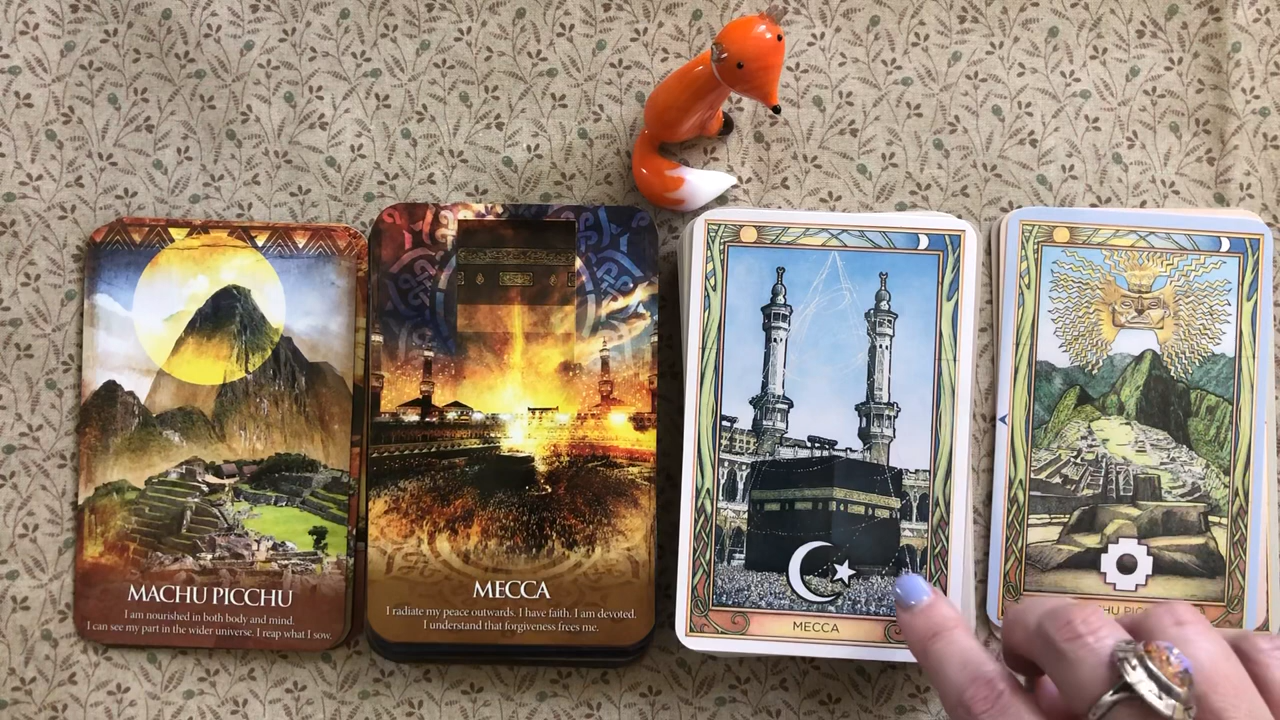 MACHU PICCHU
I am nourished in both body and mind.
I can see my part in the wider universe. I reap what I sow.
MECCA
I radiate my peace outwards. I have faith. I am devoted.
I understand that forgiveness frees me.
MECCA